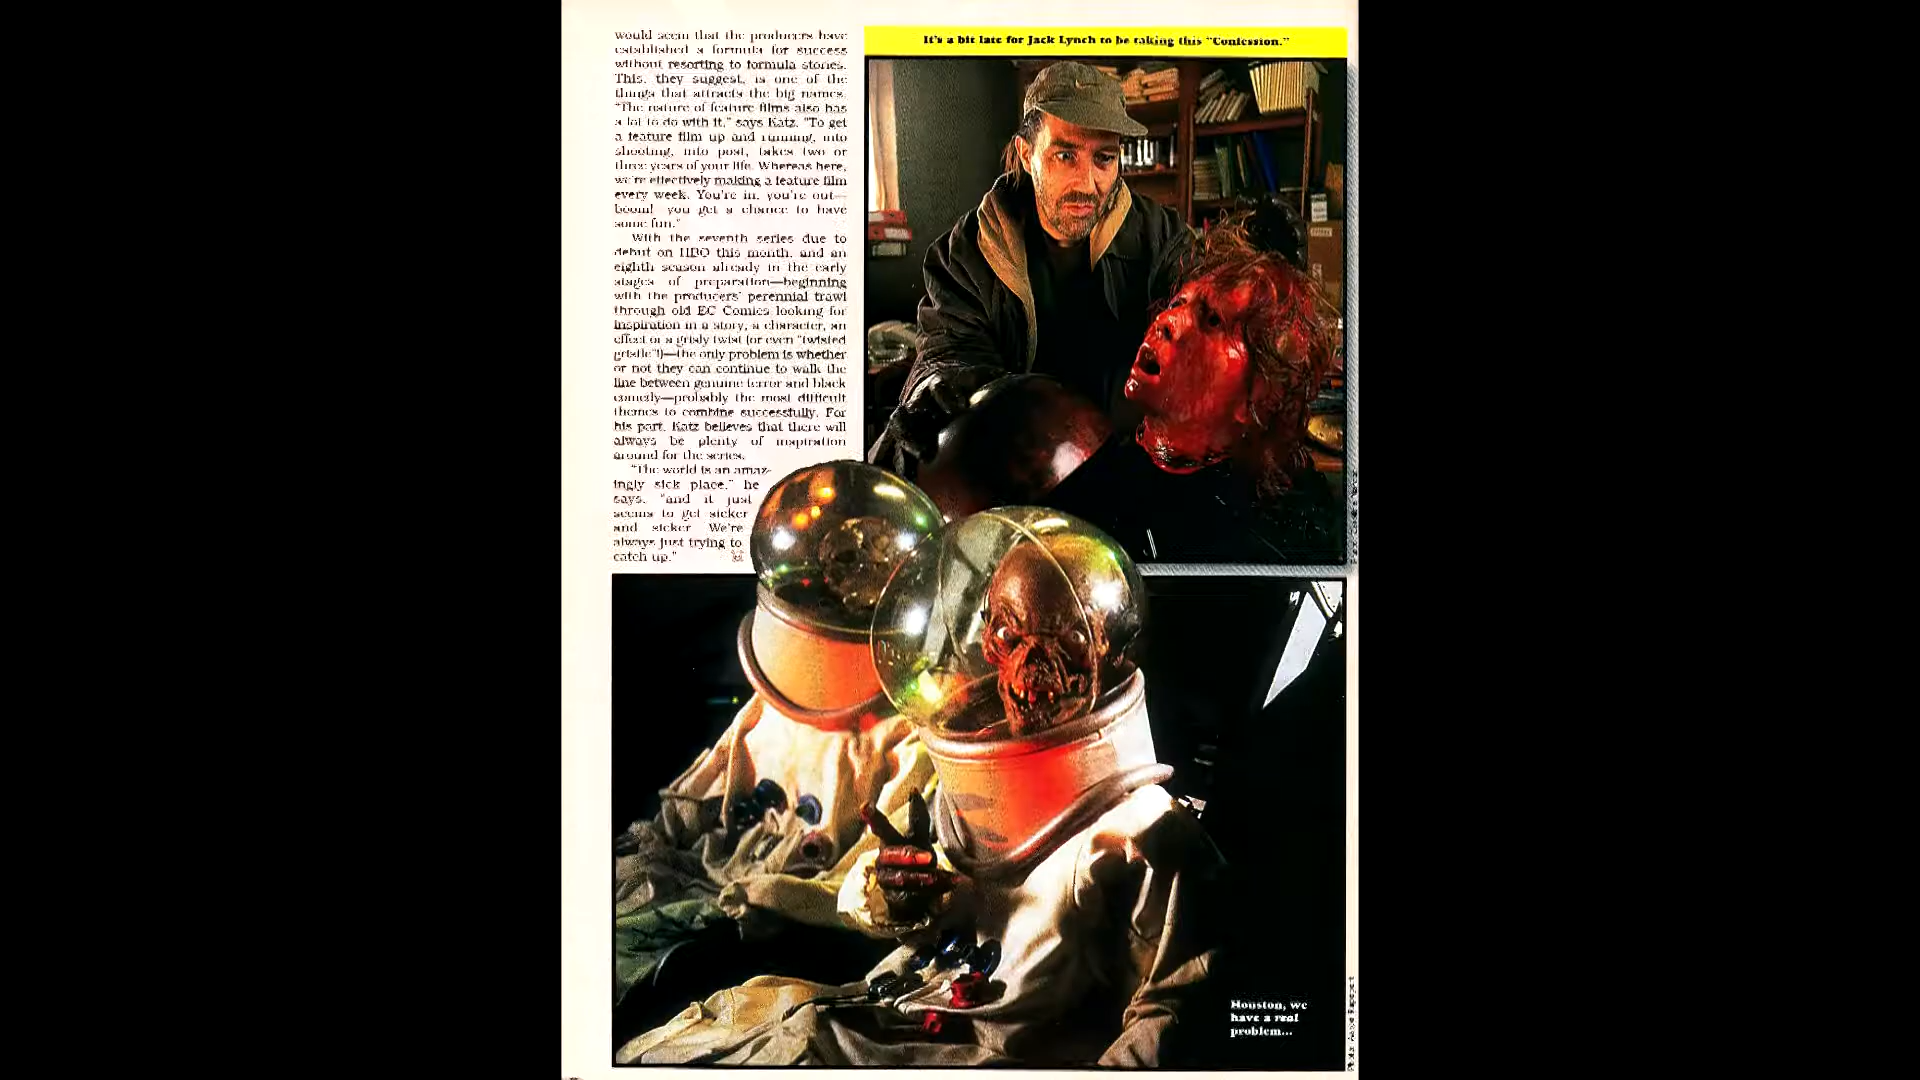 would seem that the producers have
established a formula for success
without resorting to formula stories.
This, they suggest, is one of the
things that attracts the big names.
"The nature of feature films also has
a lot to do with it," says Katz. "To get
a feature film up and running, into
shooting, into post, takes two or
three years of your life. Whereas here,
we're effectively making a feature film
every week. You're in, you're out—
boom! you get a chance to have
some fun."
With the seventh series due to
debut on HBO this month, and an
eighth season already in the early
stages of preparation—beginning
with the producers' perennial trawl
through old EC Comics looking for
inspiration in a story, a character, an
effect or a grisly twist (or even "twisted
gristle"!)—the only problem is whether
or not they can continue to walk the
line between genuine terror and black
comedy—probably the most difficult
themes to combine successfully. For
his part, Katz believes that there will
always be plenty of inspiration
around for the series.
"The world is an amaz-
ingly sick place," he
says, "and it just
seems to get sicker
and sicker. We're
always just trying to
catch up."
It's a bit late for Jack Lynch to be taking this "Confession."
Houston, we
have a real
problem...